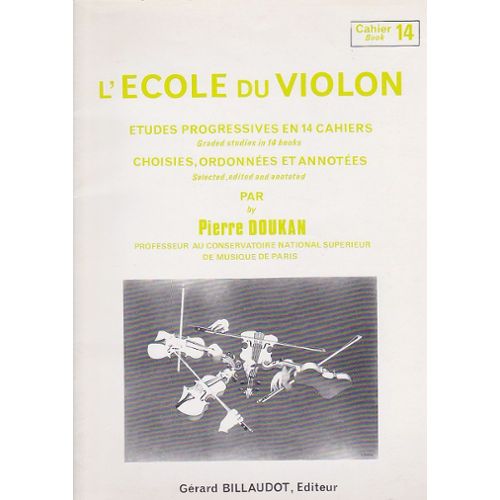 Cahier 14
Book
L'ECOLE DU VIOLON
ETUDES PROGRESSIVES EN 14 CAHIERS
Graded studies in 14 books
CHOISIES, ORDONNÉES ET ANNOTÉES
Selected, edited and anotated
PAR
by
Pierre DOUKAN
PROFESSEUR AU CONSERVATOIRE NATIONAL SUPERIEUR
DE MUSIQUE DE PARIS
Gérard BILLAUDOT, Editeur